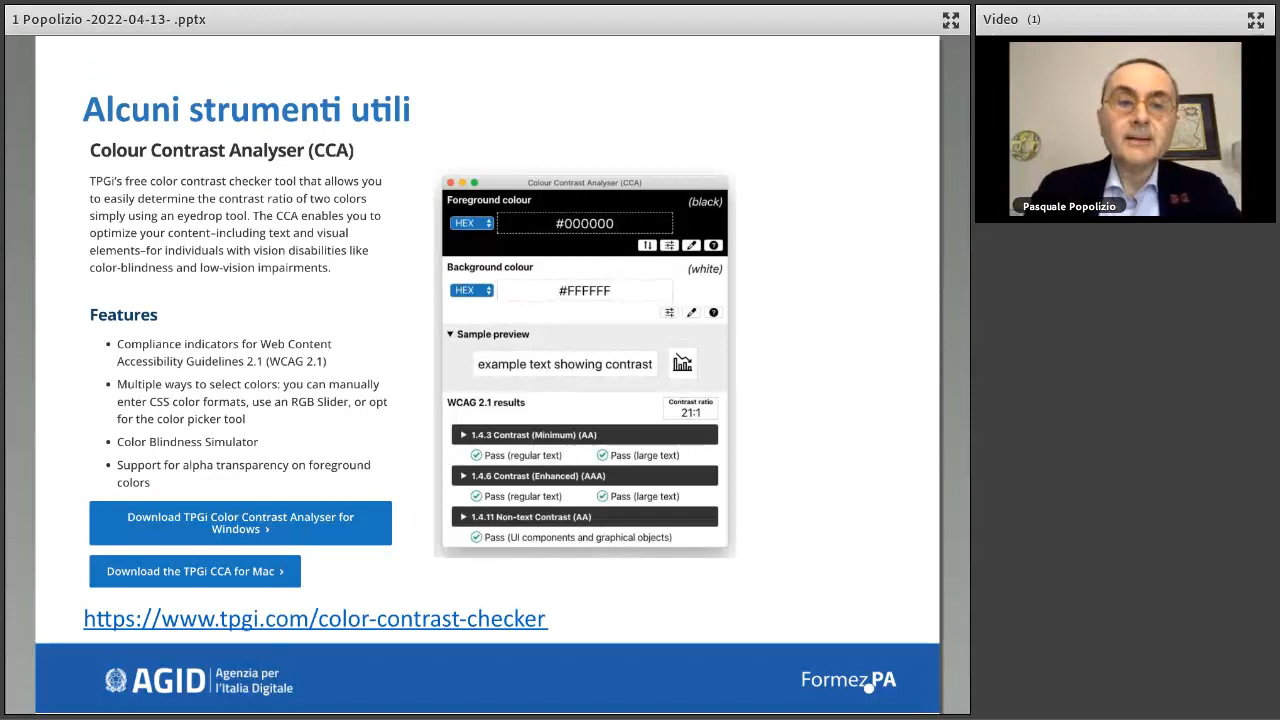 1 Popolizio -2022-04-13- .pptx
Video (1)
Alcuni strumenti utili
Colour Contrast Analyser (CCA)
TPGi's free color contrast checker tool that allows you
to easily determine the contrast ratio of two colors
simply using an eyedrop tool. The CCA enables you to
optimize your content–including text and visual
elements–for individuals with vision disabilities like
color-blindness and low-vision impairments.
Features
• Compliance indicators for Web Content
Accessibility Guidelines 2.1 (WCAG 2.1)
• Multiple ways to select colors: you can manually
enter CSS color formats, use an RGB Slider, or opt
for the color picker tool
• Color Blindness Simulator
• Support for alpha transparency on foreground
colors
Download TPGi Color Contrast Analyser for
Windows ›
Download the TPGi CCA for Mac ›
https://www.tpgi.com/color-contrast-checker
Colour Contrast Analyser (CCA)
Foreground colour (black)
HEX #000000
Background colour (white)
HEX #FFFFFF
Sample preview
example text showing contrast
WCAG 2.1 results
Contrast ratio
21:1
1.4.3 Contrast (Minimum) (AA)
Pass (regular text) Pass (large text)
1.4.6 Contrast (Enhanced) (AAA)
Pass (regular text) Pass (large text)
1.4.11 Non-text Contrast (AA)
Pass (UI components and graphical objects)
Pasquale Popolizio
AGID Agenzia per
l'Italia Digitale
Formez PA